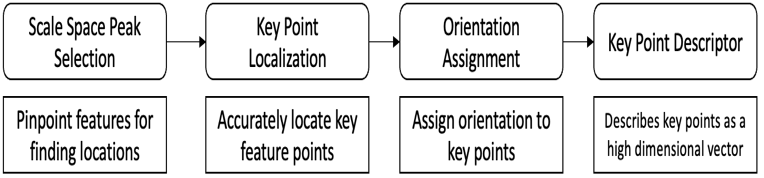 Scale Space Peak
Selection
Key Point
Localization
Orientation
Assignment
Key Point Descriptor
Pinpoint features for
finding locations
Accurately locate key
feature points
Assign orientation to
key points
Describes key points as a
high dimensional vector